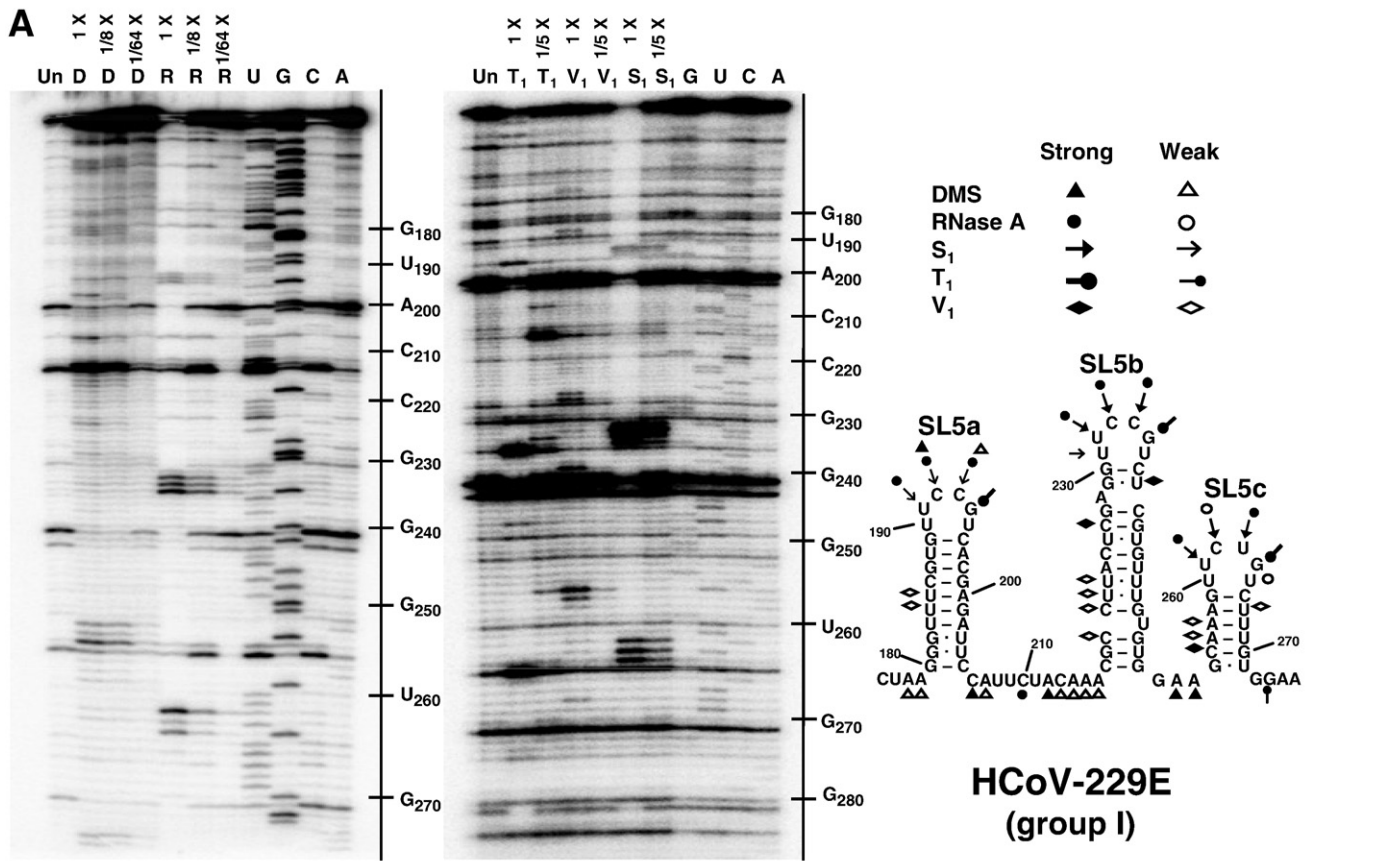 A
1 X 1/8 X 1/64 X 1 X 1/8 X 1/64 X
Un D D D R R R U G C A
G180
U190
A200
C210
C220
G230
G240
G250
U260
G270
1 X 1/5 X 1 X 1/5 X 1 X 1/5 X
Un T1 T1 V1 V1 S1 S1 G U C A
G180
U190
A200
C210
C220
G230
G240
G250
U260
G270
G280
Strong Weak
DMS
RNase A
S1
T1
V1
SL5a
SL5b
SL5c
180
190
200
210
230
260
270
CUAA
CAUUCUACAAA
GAA
GGAA
HCoV-229E
(group I)